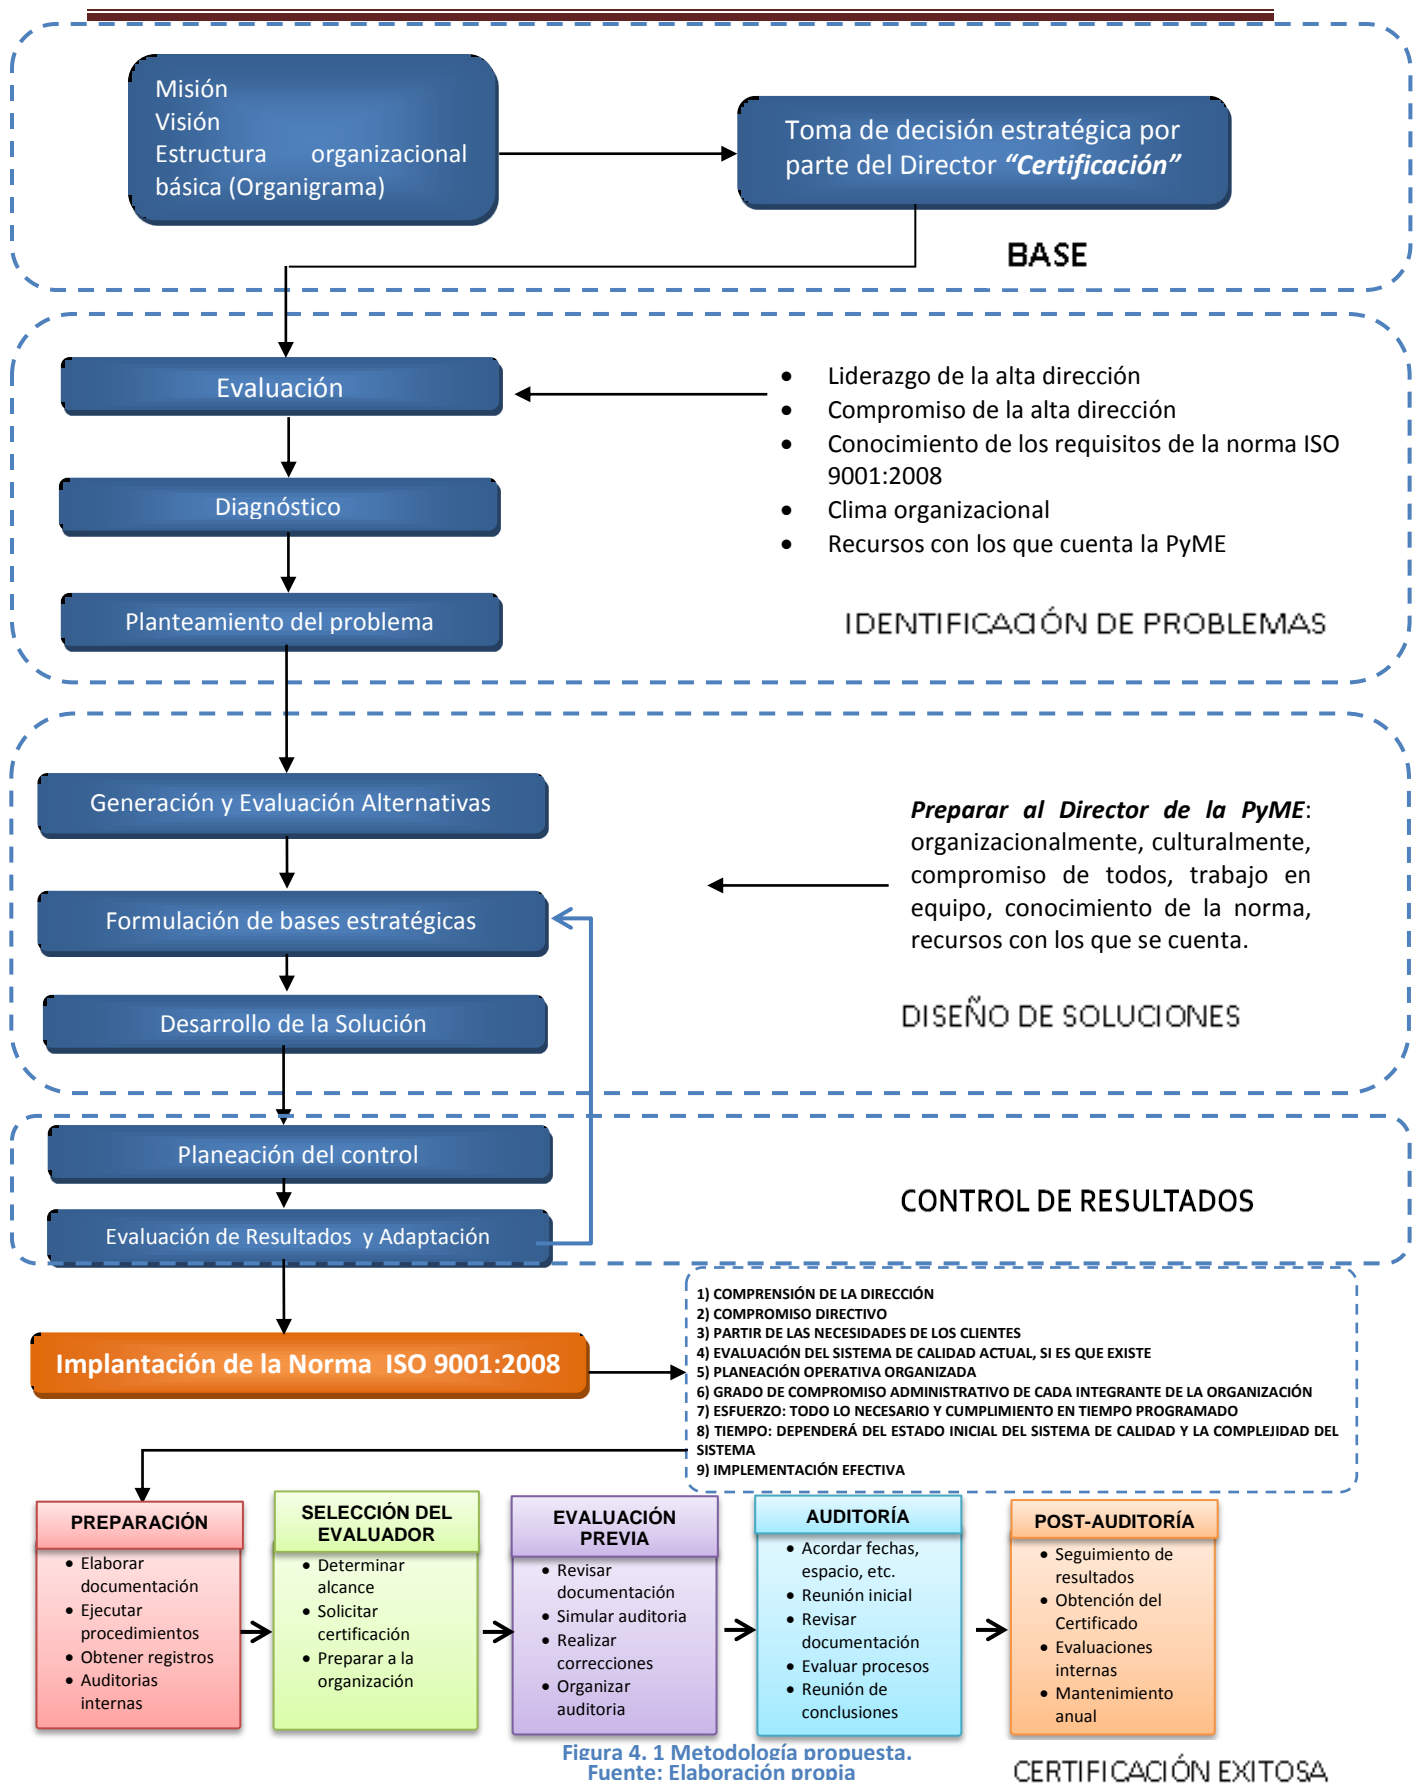 Misión
Visión
Estructura organizacional
básica (Organigrama)
Toma de decisión estratégica por
parte del Director “Certificación”
BASE
Evaluación
Diagnóstico
Planteamiento del problema
• Liderazgo de la alta dirección
• Compromiso de la alta dirección
• Conocimiento de los requisitos de la norma ISO
9001:2008
• Clima organizacional
• Recursos con los que cuenta la PyME
IDENTIFICACIÓN DE PROBLEMAS
Generación y Evaluación Alternativas
Formulación de bases estratégicas
Desarrollo de la Solución
Preparar al Director de la PyME:
organizacionalmente, culturalmente,
compromiso de todos, trabajo en
equipo, conocimiento de la norma,
recursos con los que se cuenta.
DISEÑO DE SOLUCIONES
Planeación del control
Evaluación de Resultados y Adaptación
CONTROL DE RESULTADOS
Implantación de la Norma ISO 9001:2008
1) COMPRENSIÓN DE LA DIRECCIÓN
2) COMPROMISO DIRECTIVO
3) PARTIR DE LAS NECESIDADES DE LOS CLIENTES
4) EVALUACIÓN DEL SISTEMA DE CALIDAD ACTUAL, SI ES QUE EXISTE
5) PLANEACIÓN OPERATIVA ORGANIZADA
6) GRADO DE COMPROMISO ADMINISTRATIVO DE CADA INTEGRANTE DE LA ORGANIZACIÓN
7) ESFUERZO: TODO LO NECESARIO Y CUMPLIMIENTO EN TIEMPO PROGRAMADO
8) TIEMPO: DEPENDERÁ DEL ESTADO INICIAL DEL SISTEMA DE CALIDAD Y LA COMPLEJIDAD DEL
SISTEMA
9) IMPLEMENTACIÓN EFECTIVA
PREPARACIÓN
• Elaborar
documentación
• Ejecutar
procedimientos
• Obtener registros
• Auditorias
internas
SELECCIÓN DEL
EVALUADOR
• Determinar
alcance
• Solicitar
certificación
• Preparar a la
organización
EVALUACIÓN
PREVIA
• Revisar
documentación
• Simular auditoria
• Realizar
correcciones
• Organizar
auditoria
AUDITORÍA
• Acordar fechas,
espacio, etc.
• Reunión inicial
• Revisar
documentación
• Evaluar procesos
• Reunión de
conclusiones
POST-AUDITORÍA
• Seguimiento de
resultados
• Obtención del
Certificado
• Evaluaciones
internas
• Mantenimiento
anual
Figura 4. 1 Metodología propuesta.
Fuente: Elaboración propia
CERTIFICACIÓN EXITOSA